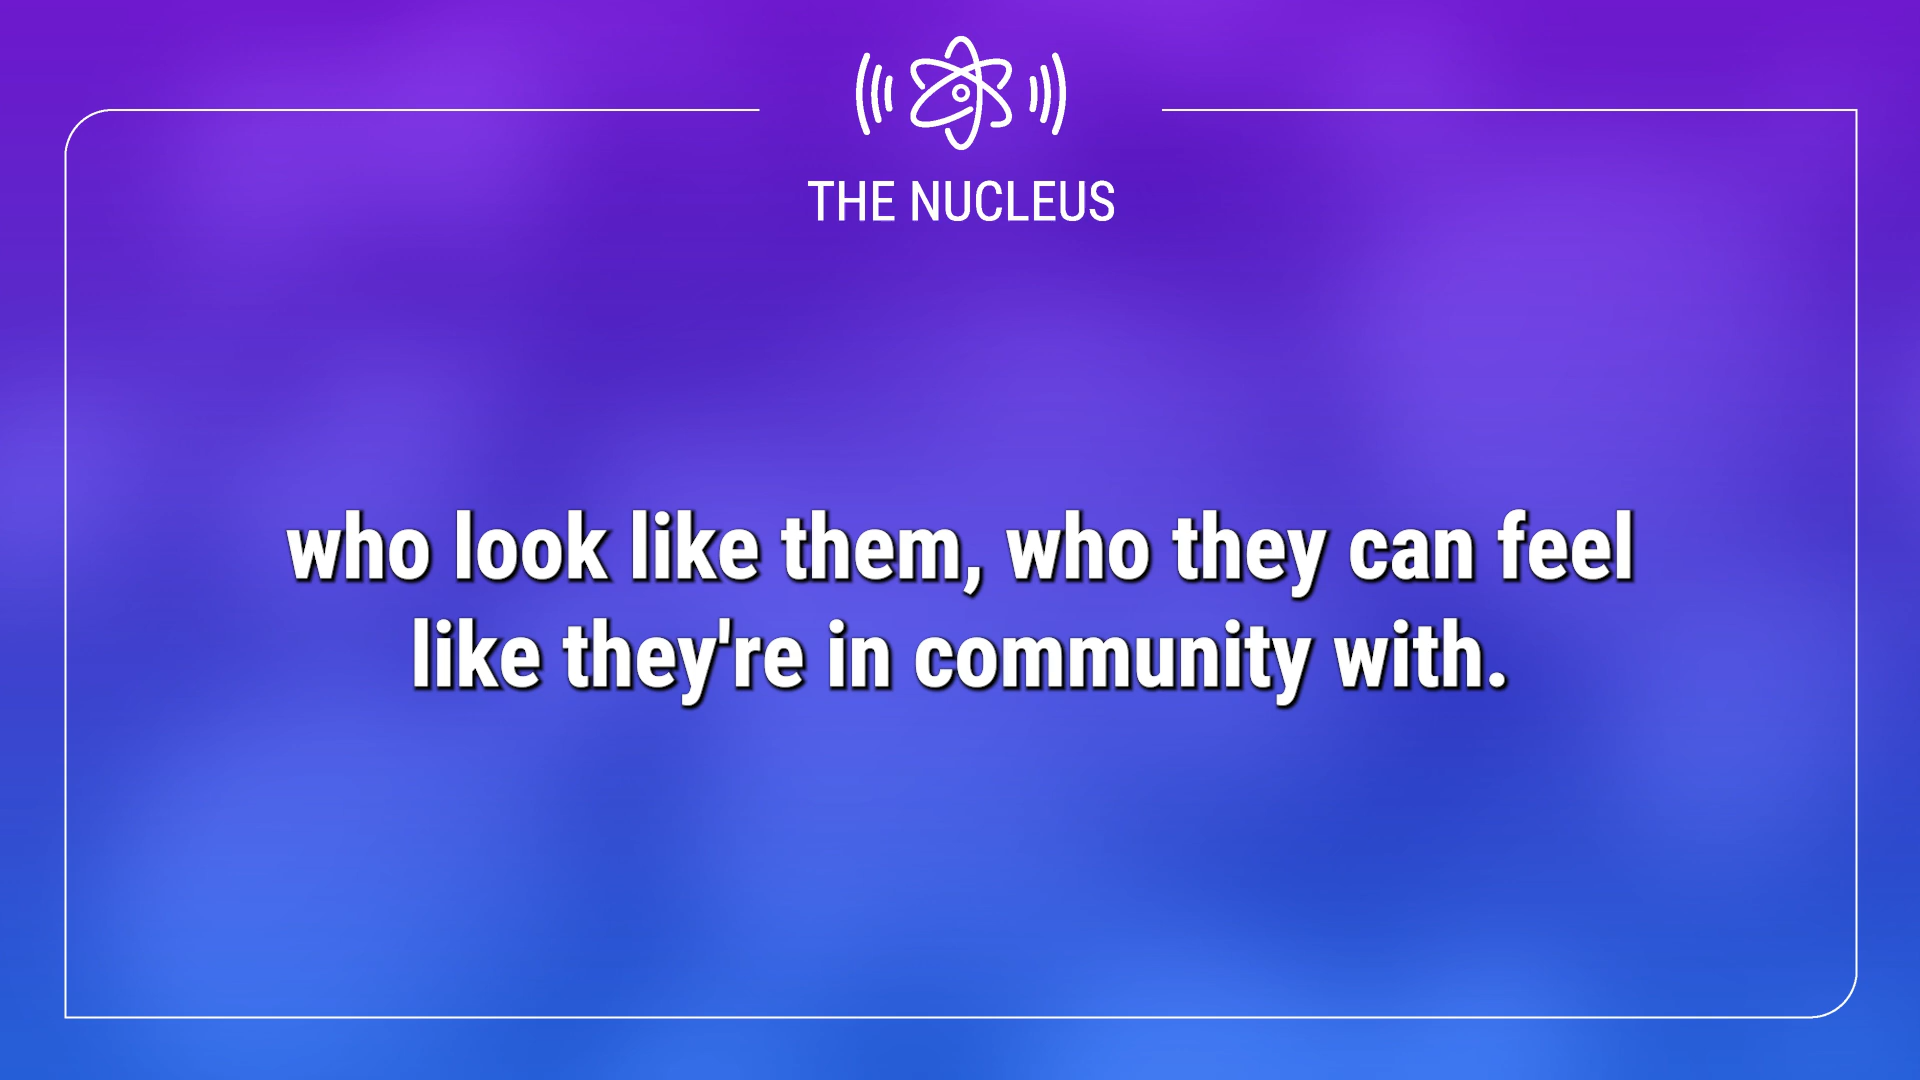 THE NUCLEUS
who look like them, who they can feel
like they're in community with.